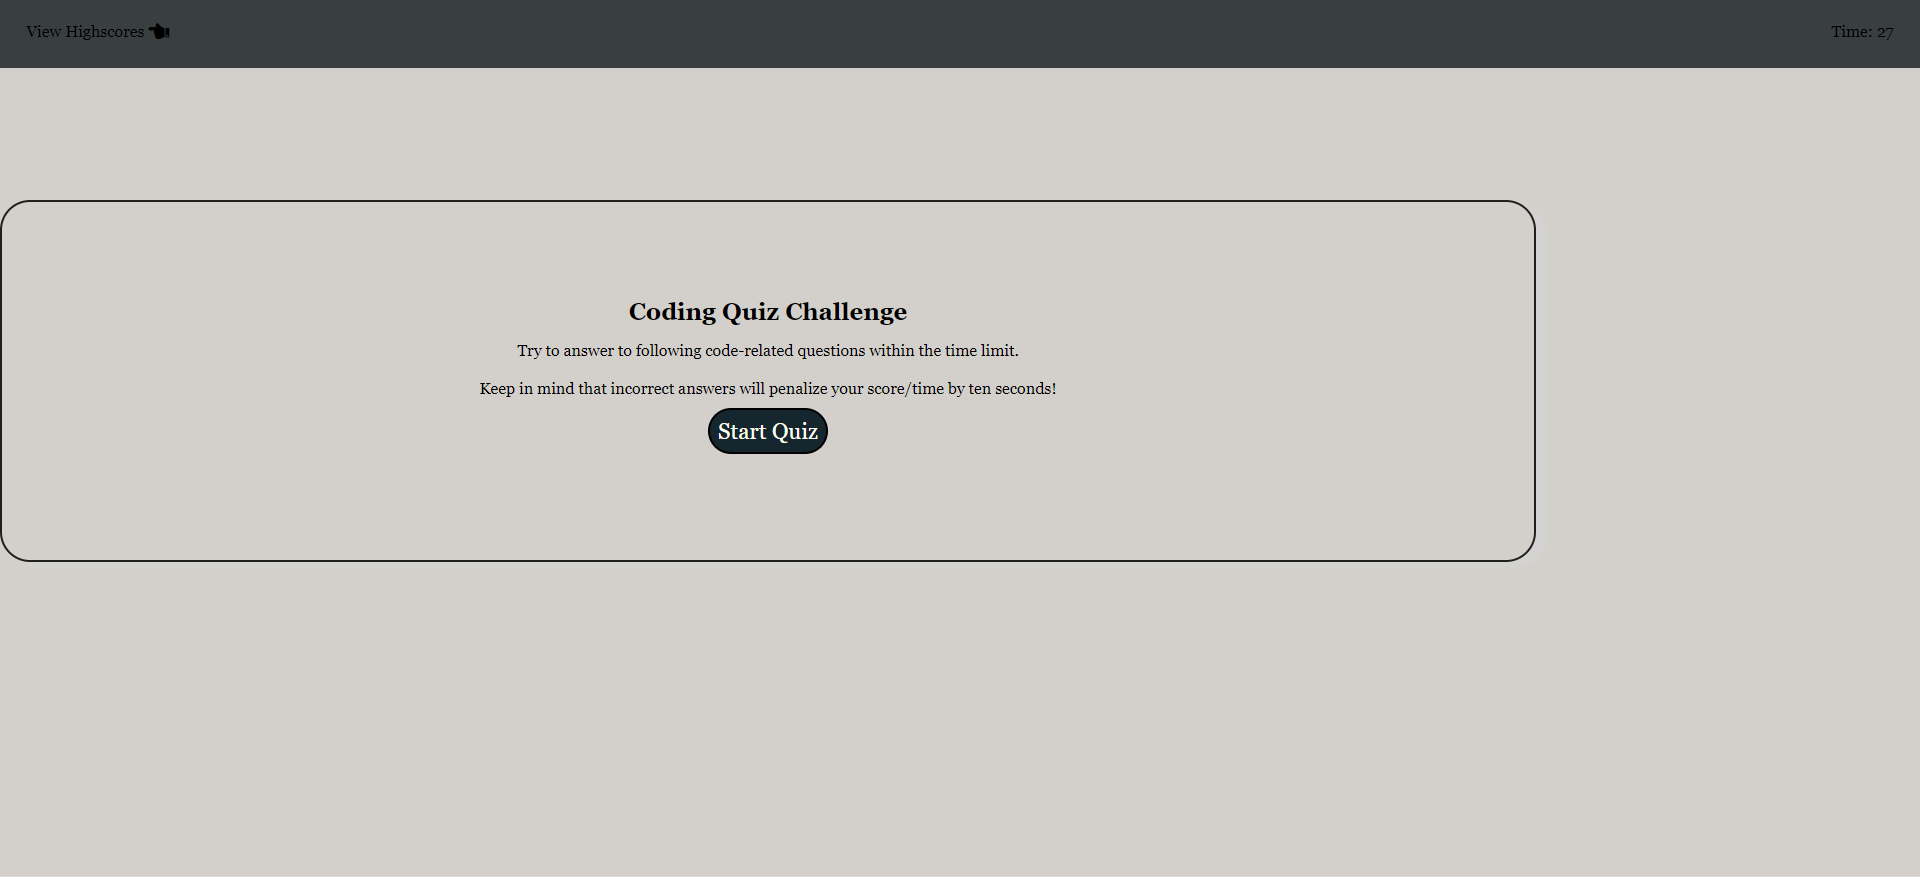 View Highscores
Time: 27
Coding Quiz Challenge
Try to answer to following code-related questions within the time limit.
Keep in mind that incorrect answers will penalize your score/time by ten seconds!
Start Quiz